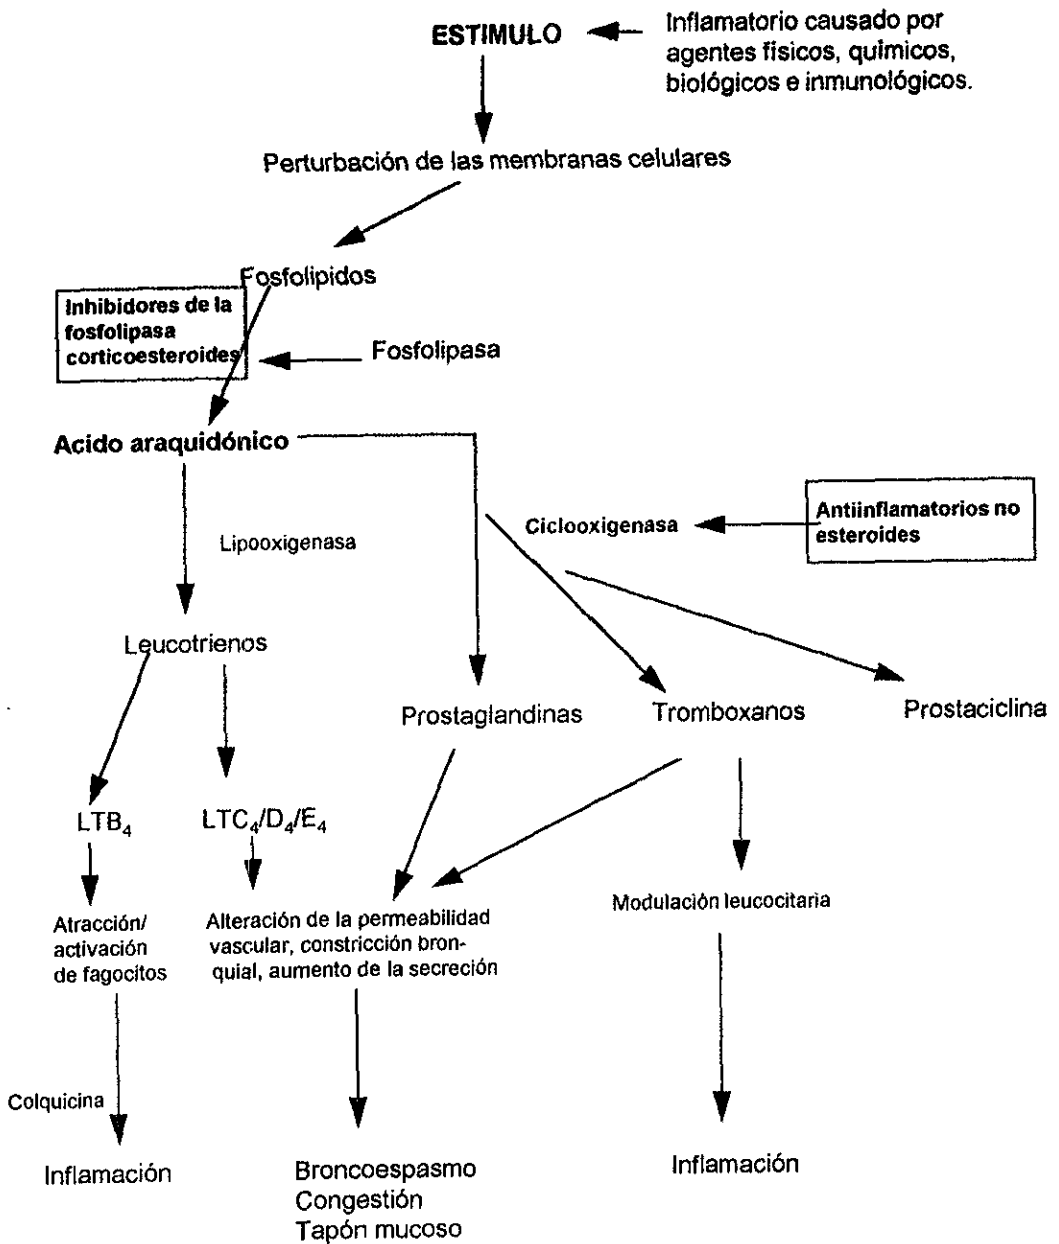 ESTIMULO
Inflamatorio causado por
agentes físicos, químicos,
biológicos e inmunológicos.
Perturbación de las membranas celulares
Fosfolipidos
Inhibidores de la
fosfolipasa
corticoesteroides
Fosfolipasa
Acido araquidónico
Lipooxigenasa
Ciclooxigenasa
Antiinflamatorios no
esteroides
Leucotrienos
Prostaglandinas
Tromboxanos
Prostaciclina
LTB₄
LTC₄/D₄/E₄
Atracción/
activación
de fagocitos
Alteración de la permeabilidad
vascular, constricción bron-
quial, aumento de la secreción
Modulación leucocitaria
Colquicina
Inflamación
Broncoespasmo
Congestión
Tapón mucoso
Inflamación